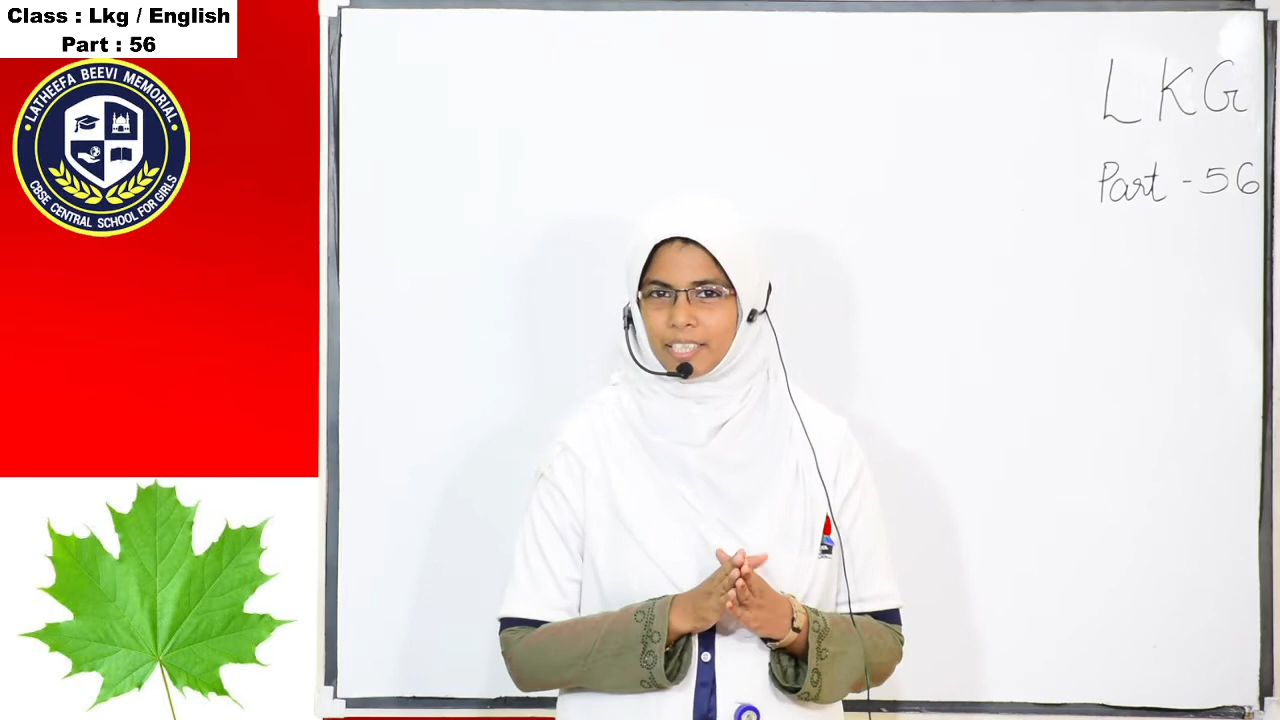 Class : Lkg / English
Part : 56
LATHEEFA BEEVI MEMORIAL
CBSE CENTRAL SCHOOL FOR GIRLS
LKG
Part - 56